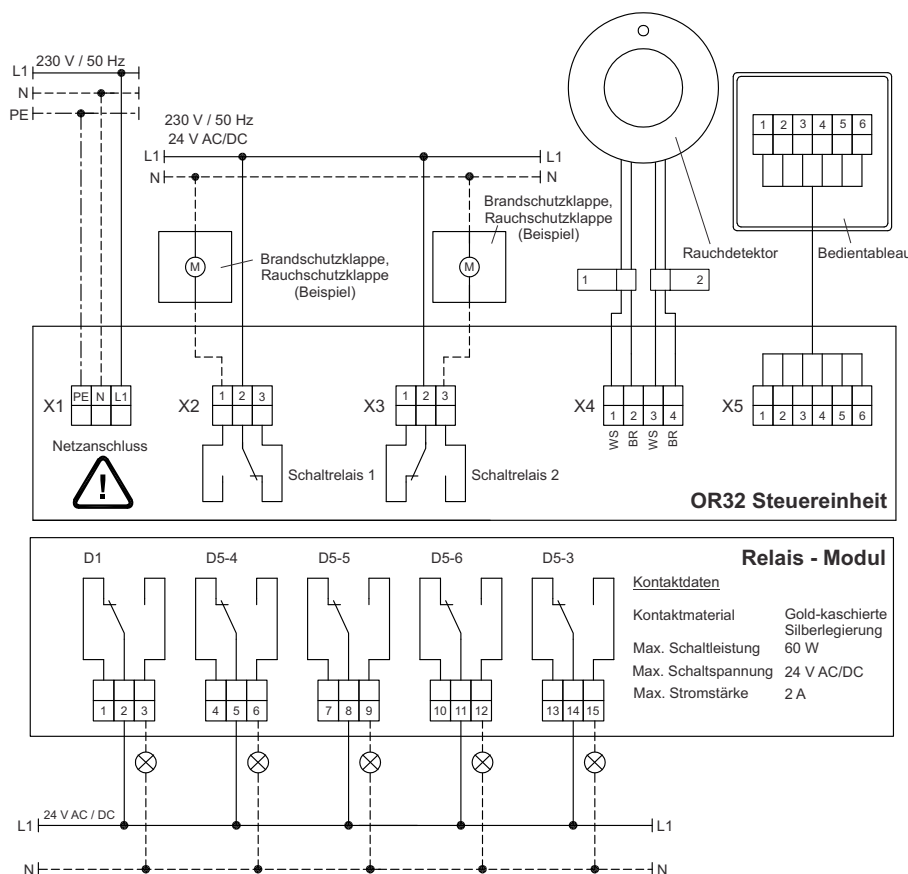 230 V / 50 Hz
L1
N
PE
230 V / 50 Hz
24 V AC/DC
L1 L1
N N
M
Brandschutzklappe,
Rauchschutzklappe
(Beispiel)
Brandschutzklappe,
Rauchschutzklappe
(Beispiel)
M
Rauchdetektor
1 2
1 2 3 4 5 6
Bedientableau
X1 PE N L1
Netzanschluss
!
X2 1 2 3
Schaltrelais 1
X3 1 2 3
Schaltrelais 2
X4 1 2 3 4
WS BR WS BR
X5 1 2 3 4 5 6
OR32 Steuereinheit
D1 D5-4 D5-5 D5-6 D5-3
Relais - Modul
Kontaktdaten
Kontaktmaterial Gold-kaschierte
Silberlegierung
Max. Schaltleistung 60 W
Max. Schaltspannung 24 V AC/DC
Max. Stromstärke 2 A
1 2 3 4 5 6 7 8 9 10 11 12 13 14 15
24 V AC / DC
L1 L1
N N